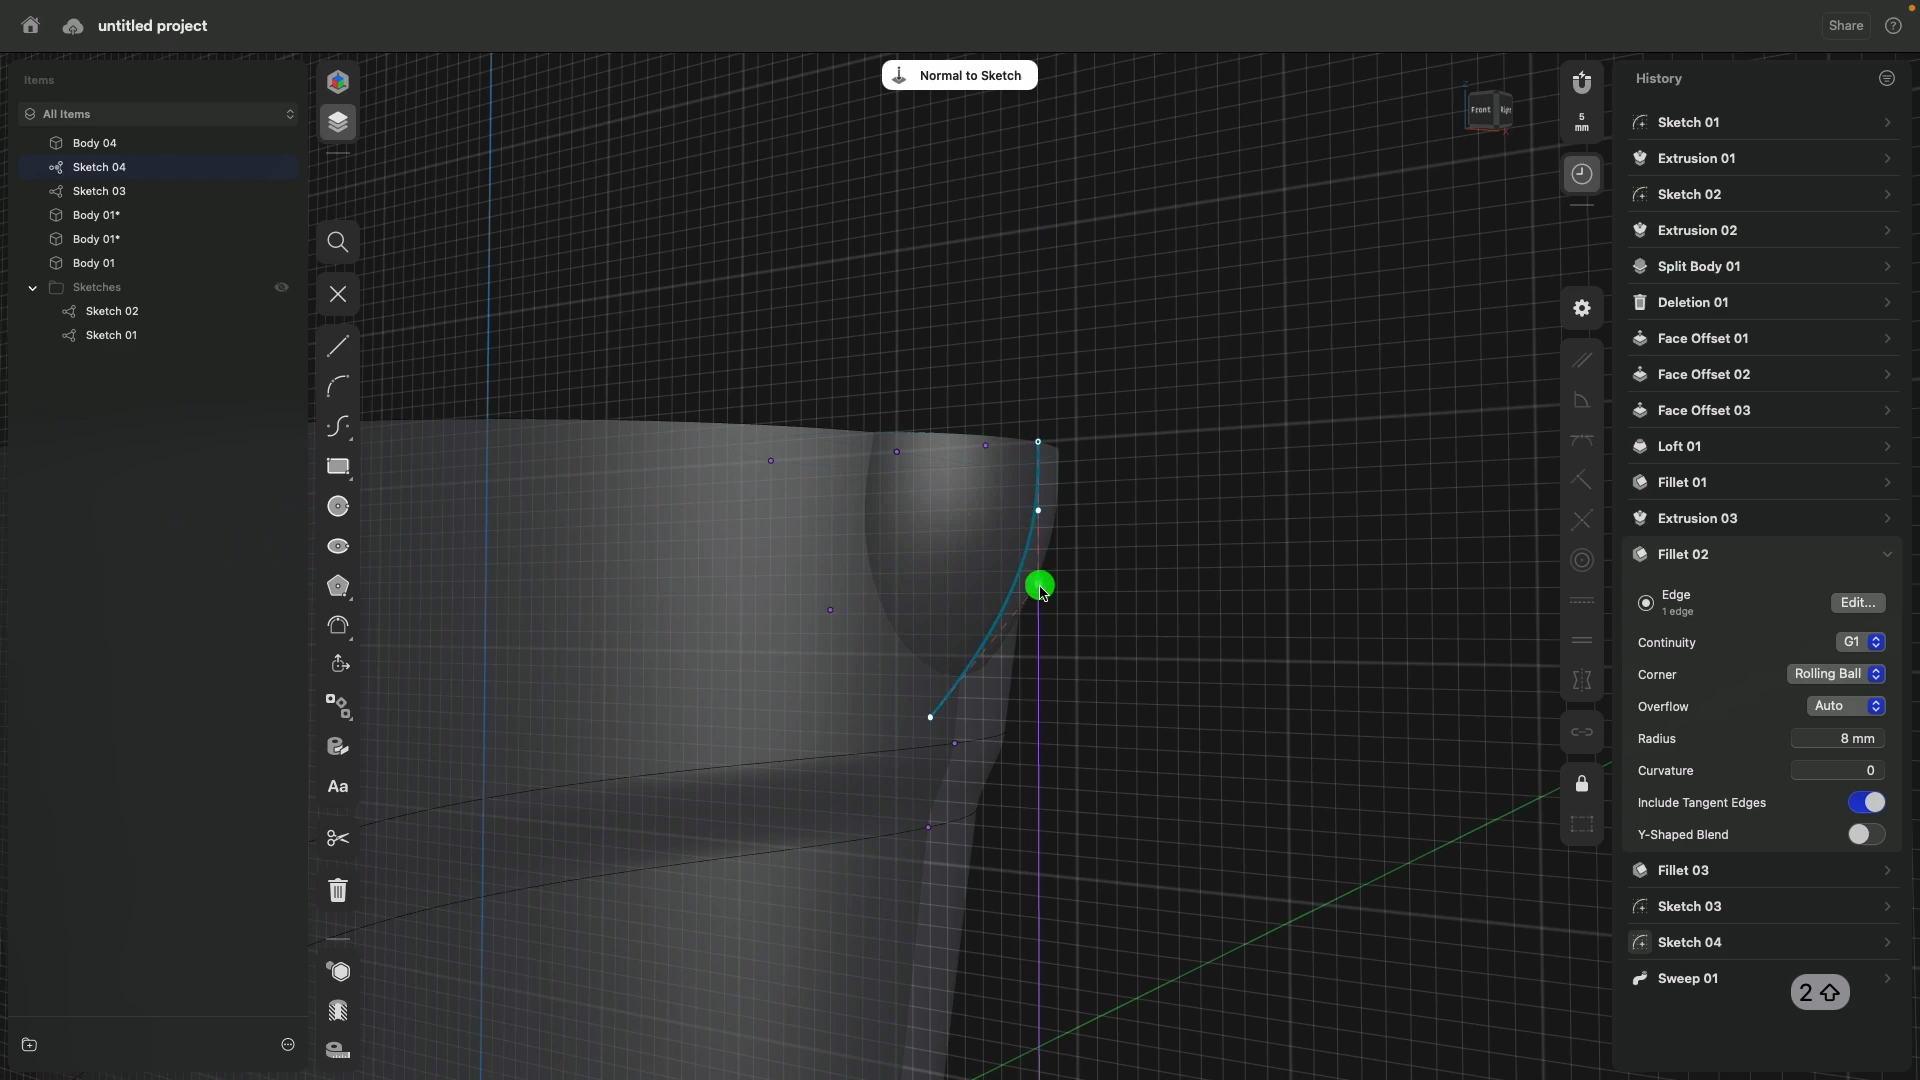 untitled project
Share
?
Items
All Items
Body 04
Sketch 04
Sketch 03
Body 01*
Body 01*
Body 01
Sketches
Sketch 02
Sketch 01
Aa
Normal to Sketch
Z
Front
X
5
mm
History
Sketch 01
Extrusion 01
Sketch 02
Extrusion 02
Split Body 01
Deletion 01
Face Offset 01
Face Offset 02
Face Offset 03
Loft 01
Fillet 01
Extrusion 03
Fillet 02
Edge
1 edge
Edit...
Continuity
G1
Corner
Rolling Ball
Overflow
Auto
Radius
8 mm
Curvature
0
Include Tangent Edges
Y-Shaped Blend
Fillet 03
Sketch 03
Sketch 04
Sweep 01
2